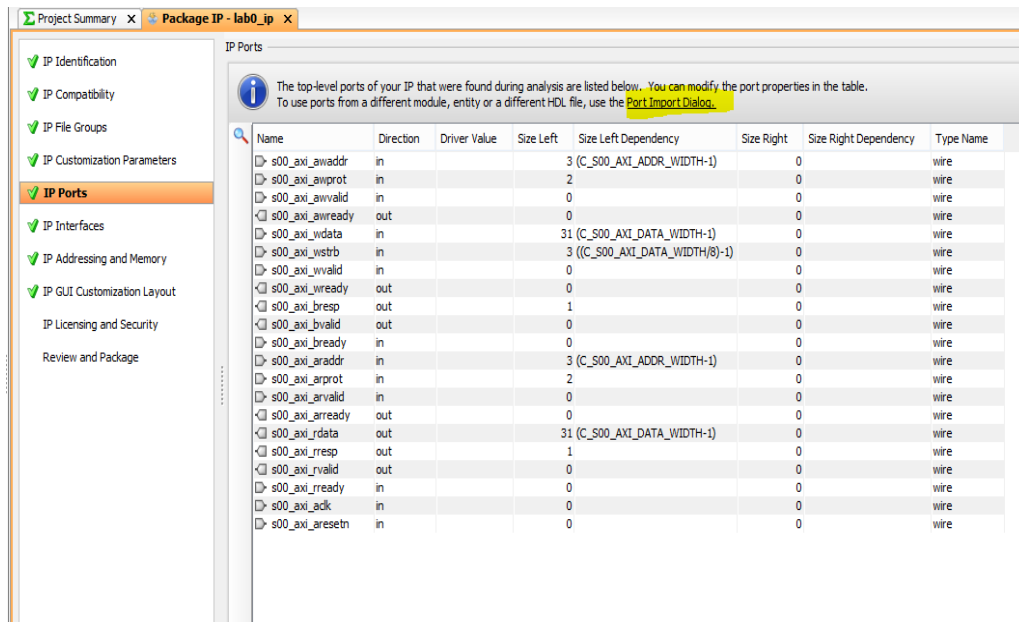 Project Summary
Package IP - lab0_ip
IP Identification
IP Compatibility
IP File Groups
IP Customization Parameters
IP Ports
IP Interfaces
IP Addressing and Memory
IP GUI Customization Layout
IP Licensing and Security
Review and Package
IP Ports
The top-level ports of your IP that were found during analysis are listed below. You can modify the port properties in the table.
To use ports from a different module, entity or a different HDL file, use the Port Import Dialog.
Name Direction Driver Value Size Left Size Left Dependency Size Right Size Right Dependency Type Name
s00_axi_awaddr in 3 (C_S00_AXI_ADDR_WIDTH-1) 0 wire
s00_axi_awprot in 2 0 wire
s00_axi_awvalid in 0 0 wire
s00_axi_awready out 0 0 wire
s00_axi_wdata in 31 (C_S00_AXI_DATA_WIDTH-1) 0 wire
s00_axi_wstrb in 3 ((C_S00_AXI_DATA_WIDTH/8)-1) 0 wire
s00_axi_wvalid in 0 0 wire
s00_axi_wready out 0 0 wire
s00_axi_bresp out 1 0 wire
s00_axi_bvalid out 0 0 wire
s00_axi_bready in 0 0 wire
s00_axi_araddr in 3 (C_S00_AXI_ADDR_WIDTH-1) 0 wire
s00_axi_arprot in 2 0 wire
s00_axi_arvalid in 0 0 wire
s00_axi_arready out 0 0 wire
s00_axi_rdata out 31 (C_S00_AXI_DATA_WIDTH-1) 0 wire
s00_axi_rresp out 1 0 wire
s00_axi_rvalid out 0 0 wire
s00_axi_rready in 0 0 wire
s00_axi_aclk in 0 0 wire
s00_axi_aresetn in 0 0 wire